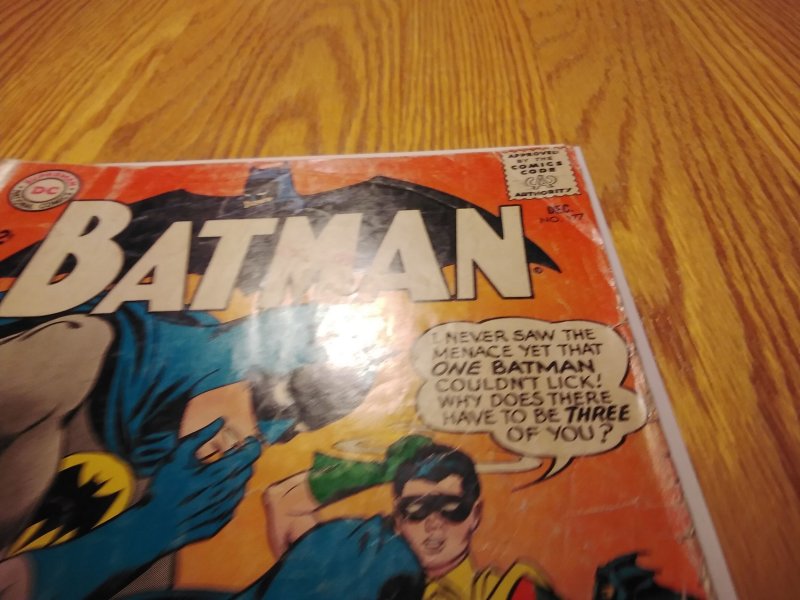 DC
APPROVED
BY THE
COMICS
CODE
AUTHORITY
DEC.
NO.
BATMAN
I NEVER SAW THE
MENACE YET THAT
ONE BATMAN
COULDN'T LICK!
WHY DOES THERE
HAVE TO BE THREE
OF YOU?